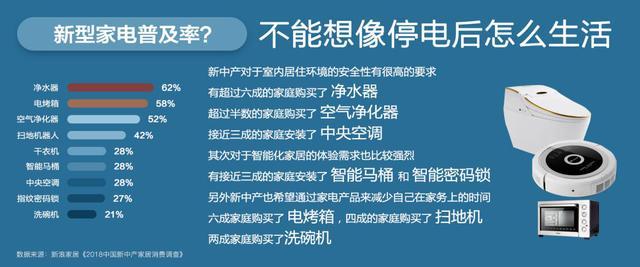 新型家电普及率?
不能想像停电后怎么生活
净水器 62%
电烤箱 58%
空气净化器 52%
扫地机器人 42%
干衣机 28%
智能马桶 28%
中央空调 28%
指纹密码锁 27%
洗碗机 21%
新中产对于室内居住环境的安全性有很高的要求
有超过六成的家庭购买了 净水器
超过半数的家庭购买了 空气净化器
接近三成的家庭安装了 中央空调
其次对于智能化家居的体验需求也比较强烈
有接近三成的家庭安装了 智能马桶 和 智能密码锁
另外新中产也希望通过家电产品来减少自己在家务上的时间
六成家庭购买了 电烤箱，四成的家庭购买了 扫地机
两成家庭购买了洗碗机
数据来源：新浪家居《2018中国新中产家居消费调查》